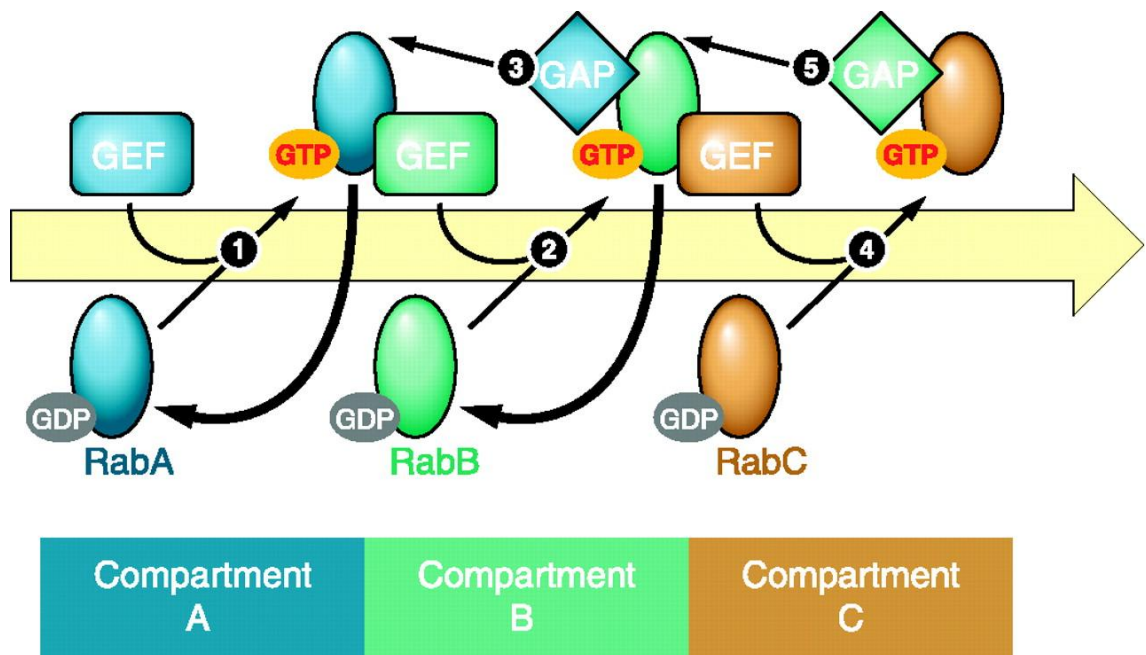 3
GAP
5
GAP
GEF
GTP
GEF
GTP
GEF
GTP
1
2
4
GDP
GDP
GDP
RabA
RabB
RabC
Compartment
A
Compartment
B
Compartment
C